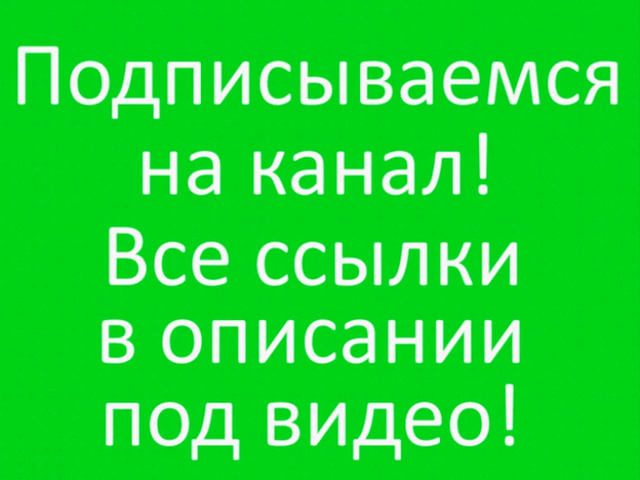 Подписываемся
на канал!
Все ссылки
в описании
под видео!